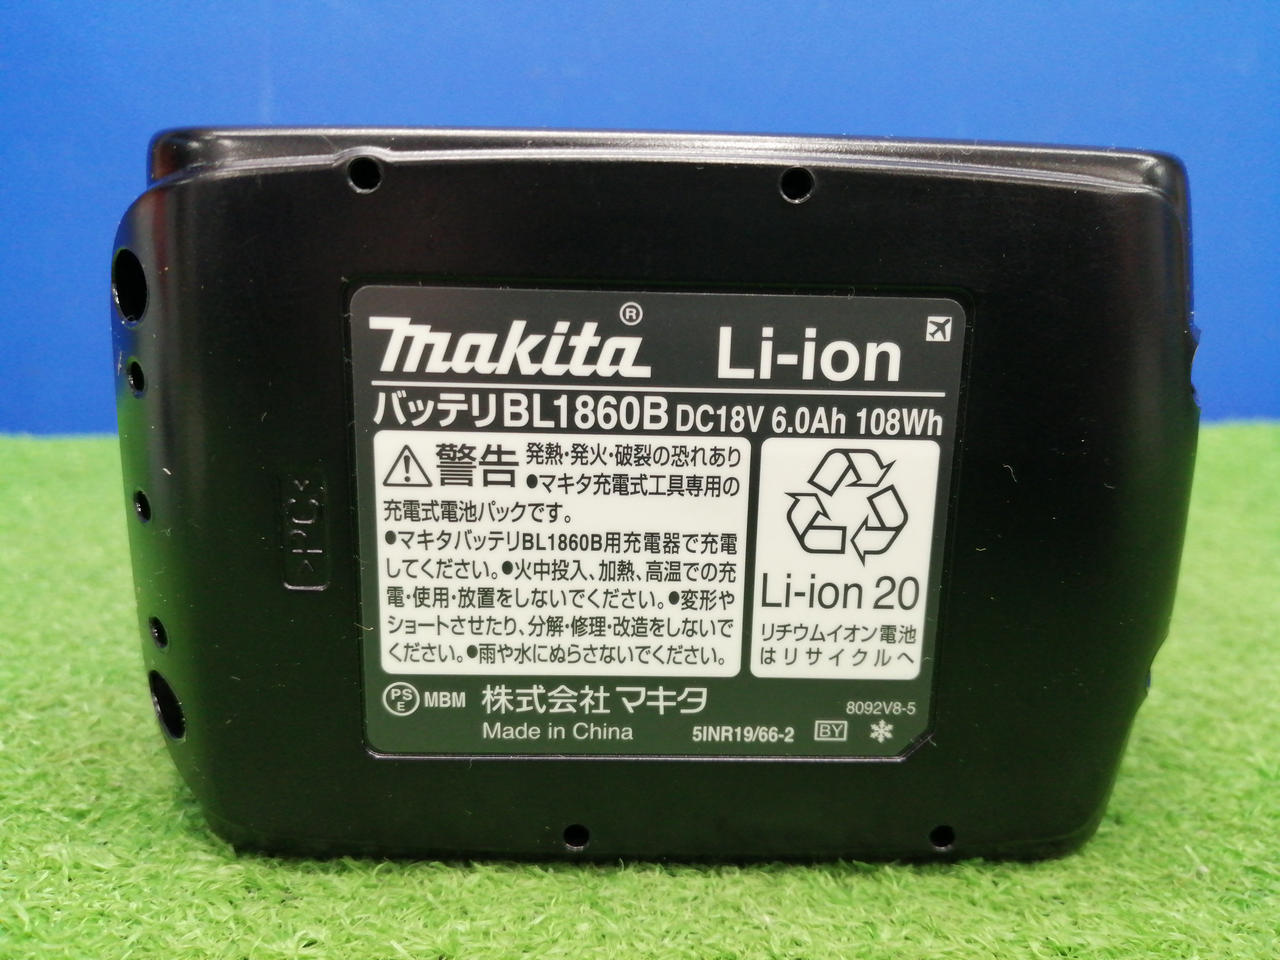 makita®
Li-ion
バッテリBL1860B DC18V 6.0Ah 108Wh
警告 発熱・発火・破裂の恐れあり
●マキタ充電式工具専用の
充電式電池パックです。
●マキタバッテリBL1860B用充電器で充電
してください。●火中投入、加熱、高温での充
電・使用・放置をしないでください。●変形や
ショートさせたり、分解・修理・改造をしないで
ください。●雨や水にぬらさないでください。
Li-ion 20
リチウムイオン電池
はリサイクルへ
PSE MBM 株式会社 マキタ
8092V8-5
Made in China
5INR19/66-2 BY
>PC<